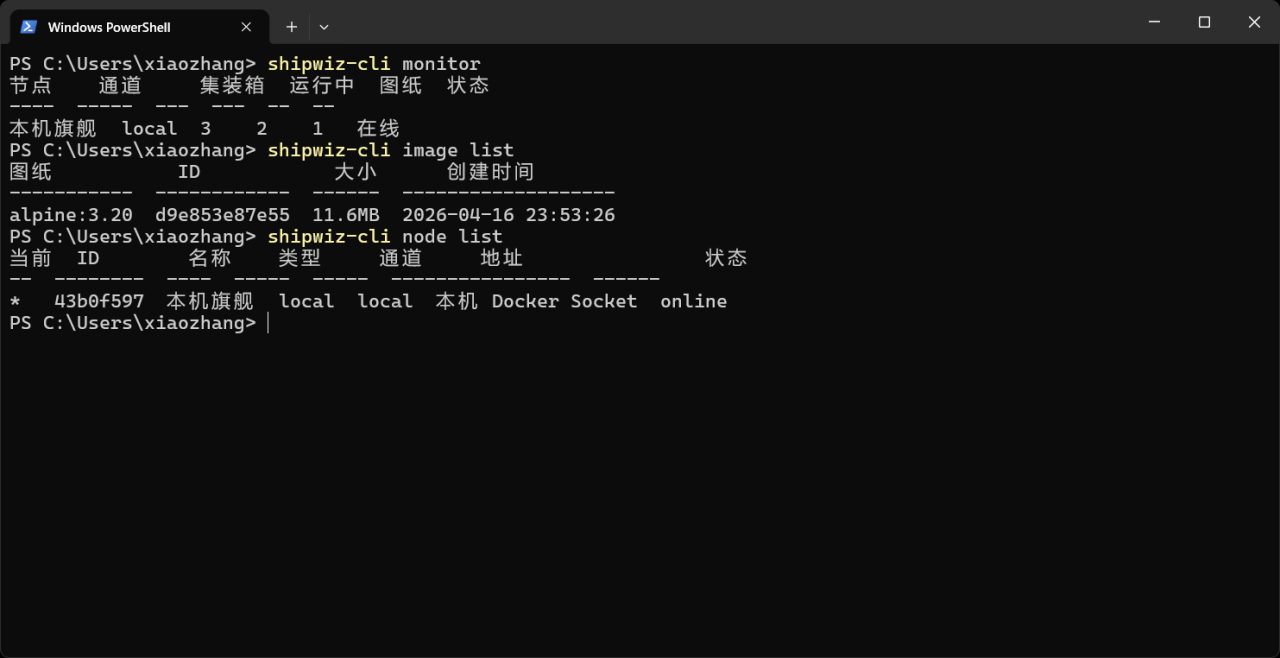 Windows PowerShell
PS C:\Users\xiaozhang> shipwiz-cli monitor
节点    通道     集装箱  运行中  图纸  状态
----  -----  ---  ---  --  --
本机旗舰  local  3    2    1   在线
PS C:\Users\xiaozhang> shipwiz-cli image list
图纸           ID            大小      创建时间
-----------  ------------  ------  -------------------
alpine:3.20  d9e853e87e55  11.6MB  2026-04-16 23:53:26
PS C:\Users\xiaozhang> shipwiz-cli node list
当前  ID        名称    类型     通道     地址                状态
--  --------  ----  -----  -----  ----------------  ------
*   43b0f597  本机旗舰  local  local  本机 Docker Socket  online
PS C:\Users\xiaozhang>